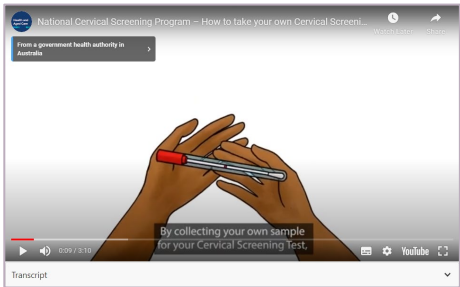 National Cervical Screening Program – How to take your own Cervical Screeni...
Watch later
Share
From a government health authority in
Australia
By collecting your own sample
for your Cervical Screening Test,
0:09 / 3:10
YouTube
Transcript